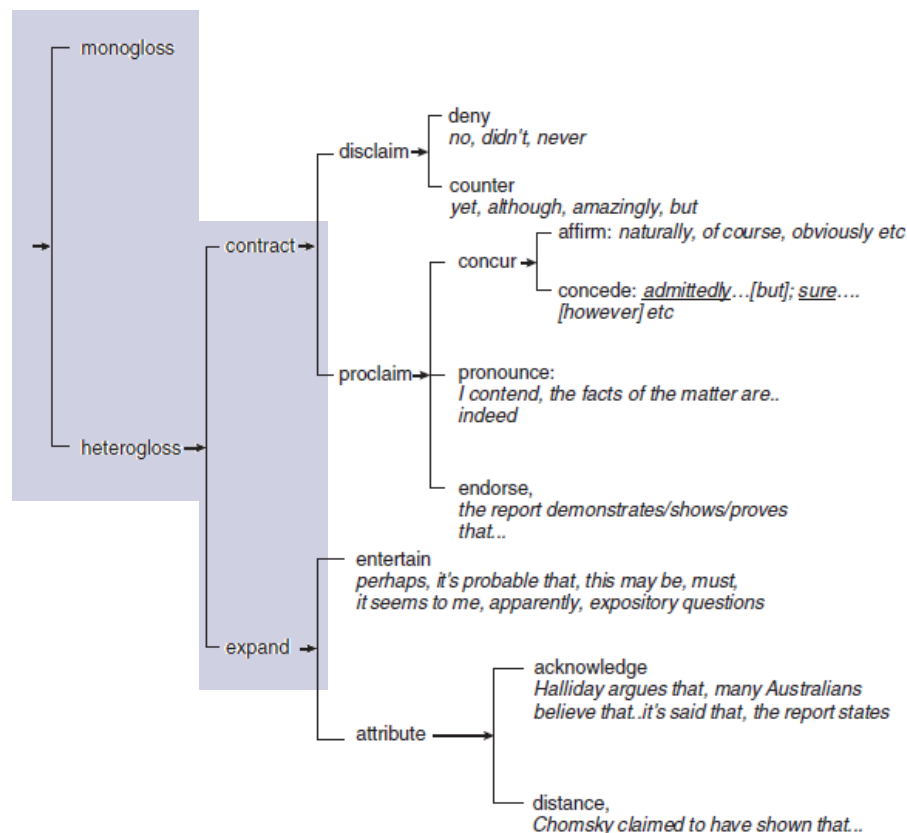 monogloss
deny
no, didn't, never
disclaim
counter
yet, although, amazingly, but
affirm: naturally, of course, obviously etc
contract
concur
concede: admittedly…[but]; sure….
[however] etc
proclaim
pronounce:
I contend, the facts of the matter are..
indeed
heterogloss
endorse,
the report demonstrates/shows/proves
that...
entertain
perhaps, it's probable that, this may be, must,
it seems to me, apparently, expository questions
expand
acknowledge
Halliday argues that, many Australians
believe that..it's said that, the report states
attribute
distance,
Chomsky claimed to have shown that...